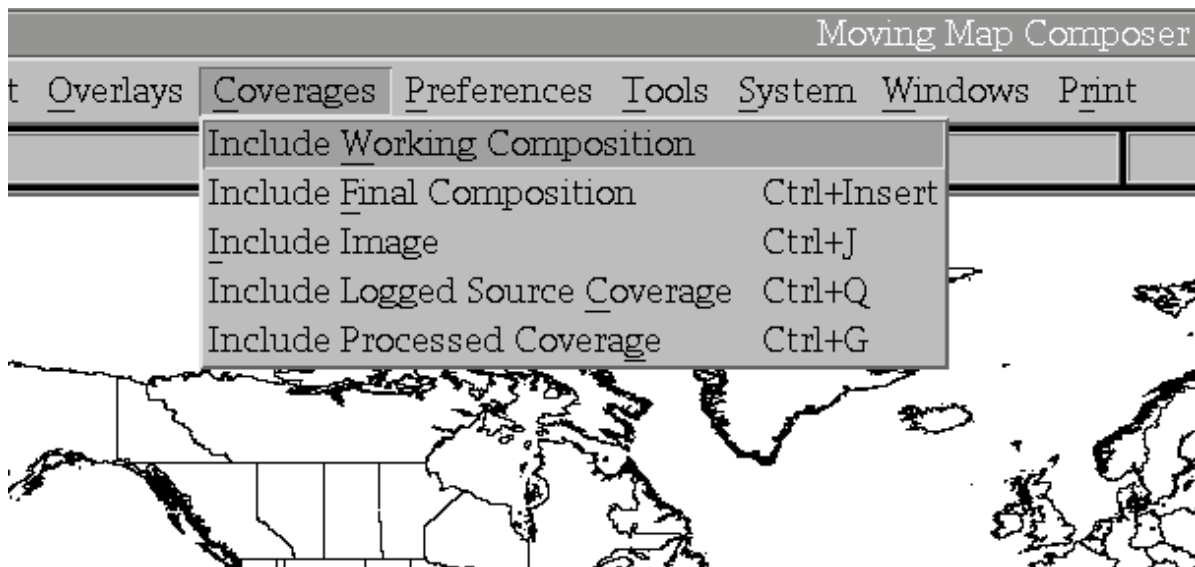 Moving Map Composer
t Overlays Coverages Preferences Tools System Windows Print
Include Working Composition
Include Final Composition Ctrl+Insert
Include Image Ctrl+J
Include Logged Source Coverage Ctrl+Q
Include Processed Coverage Ctrl+G